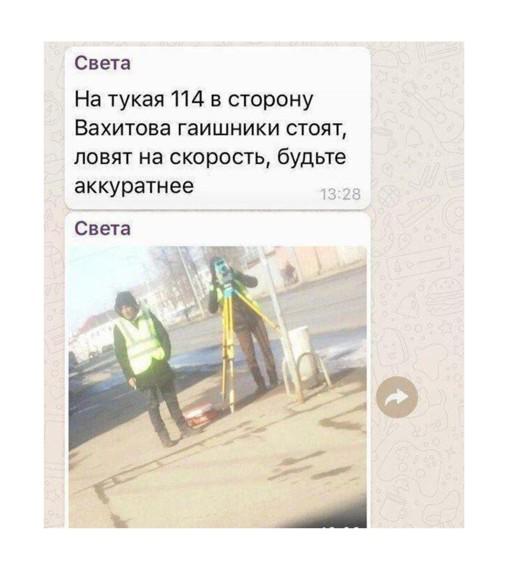 Света
На тукая 114 в сторону
Вахитова гаишники стоят,
ловят на скорость, будьте
аккуратнее
13:28
Света